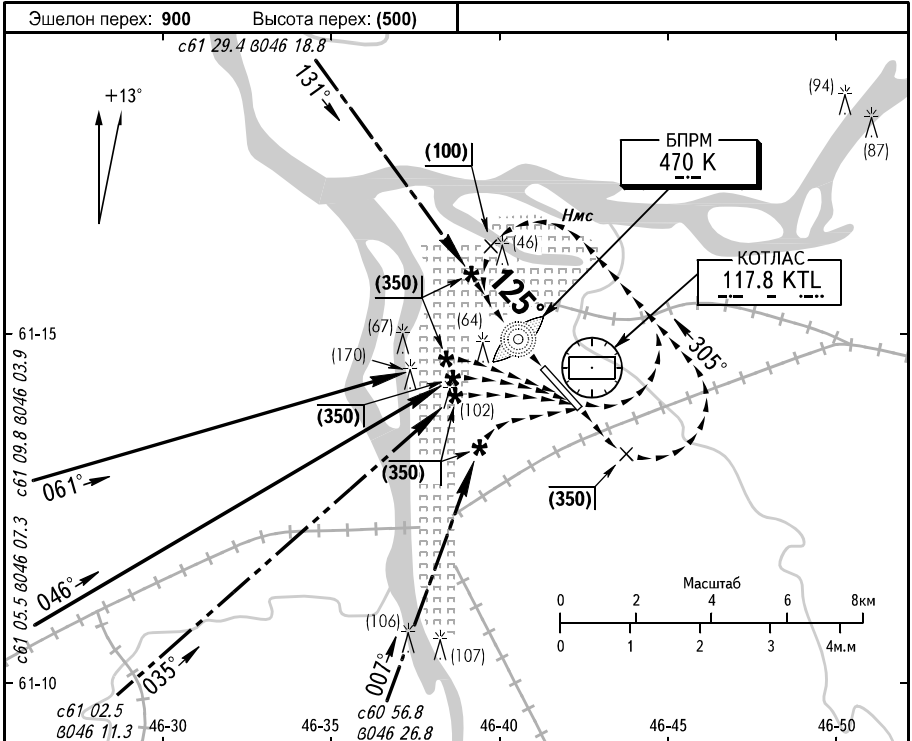 Эшелон перех: 900 Высота перех: (500)
с61 29.4 в046 18.8
+13°
131°
(94)
(87)
(100)
БПРМ
470 K
Нмс
(46)
КОТЛАС
117.8 KTL
(350)
125°
61-15
(67)
(64)
(170)
305°
(350)
(102)
с61 09.8 в046 03.9
061°
(350)
(350)
с61 05.5 в046 07.3
046°
Масштаб
0 2 4 6 8км
0 1 2 3 4м.м
(106)
(107)
035°
007°
61-10
с61 02.5
в046 11.3
с60 56.8
в046 26.8
46-30 46-35 46-40 46-45 46-50